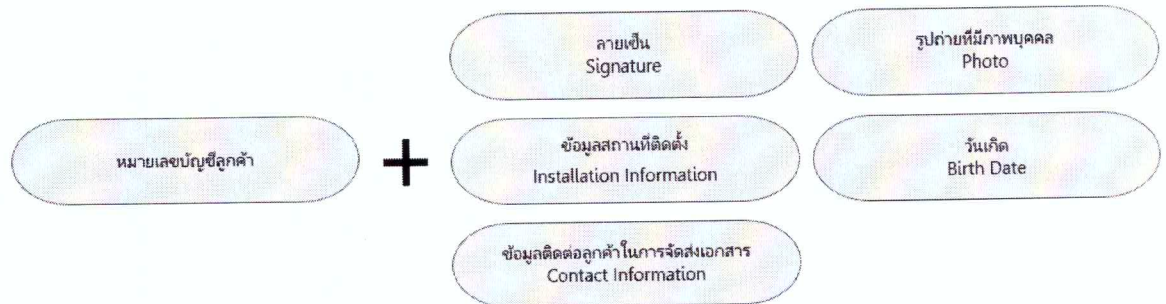 ลายเซ็น
Signature
รูปถ่ายที่มีภาพบุคคล
Photo
หมายเลขบัญชีลูกค้า
+
ข้อมูลสถานที่ติดตั้ง
Installation Information
วันเกิด
Birth Date
ข้อมูลติดต่อลูกค้าในการจัดส่งเอกสาร
Contact Information